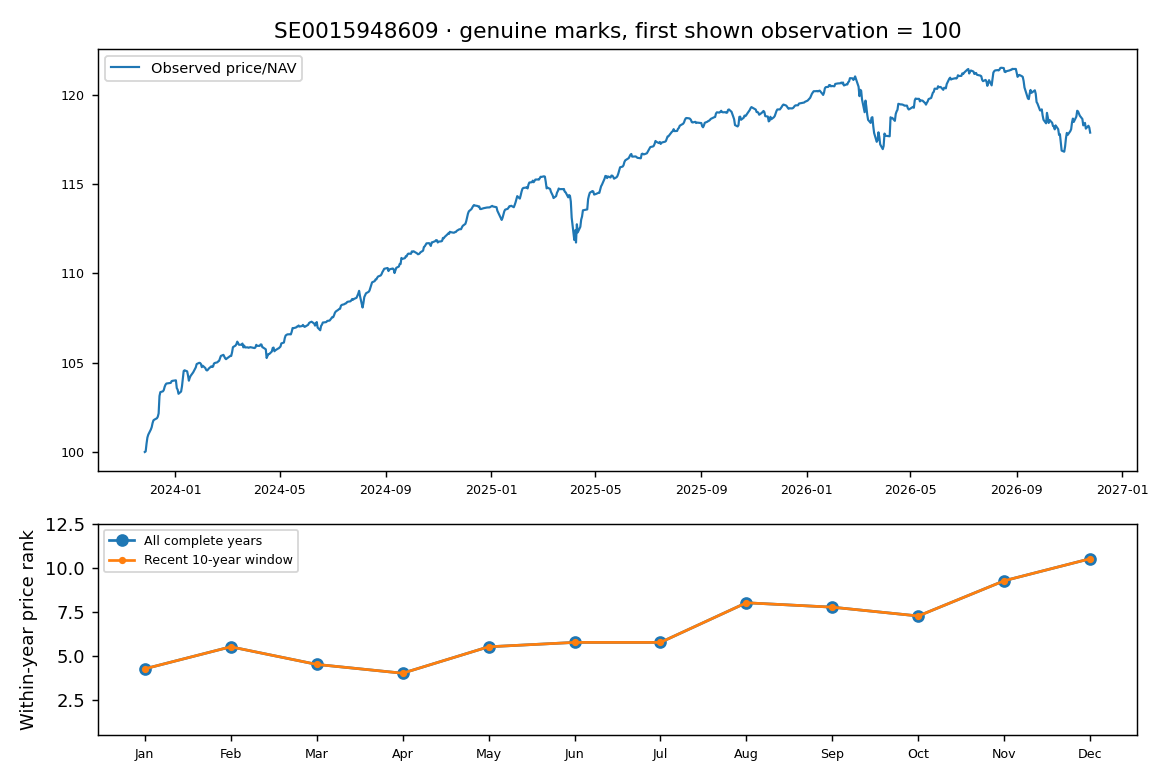 SE0015948609 · genuine marks, first shown observation = 100
Observed price/NAV
120
115
110
105
100
2024-01 2024-05 2024-09 2025-01 2025-05 2025-09 2026-01 2026-05 2026-09 2027-01
Within-year price rank
All complete years
Recent 10-year window
12.5
10.0
7.5
5.0
2.5
Jan Feb Mar Apr May Jun Jul Aug Sep Oct Nov Dec